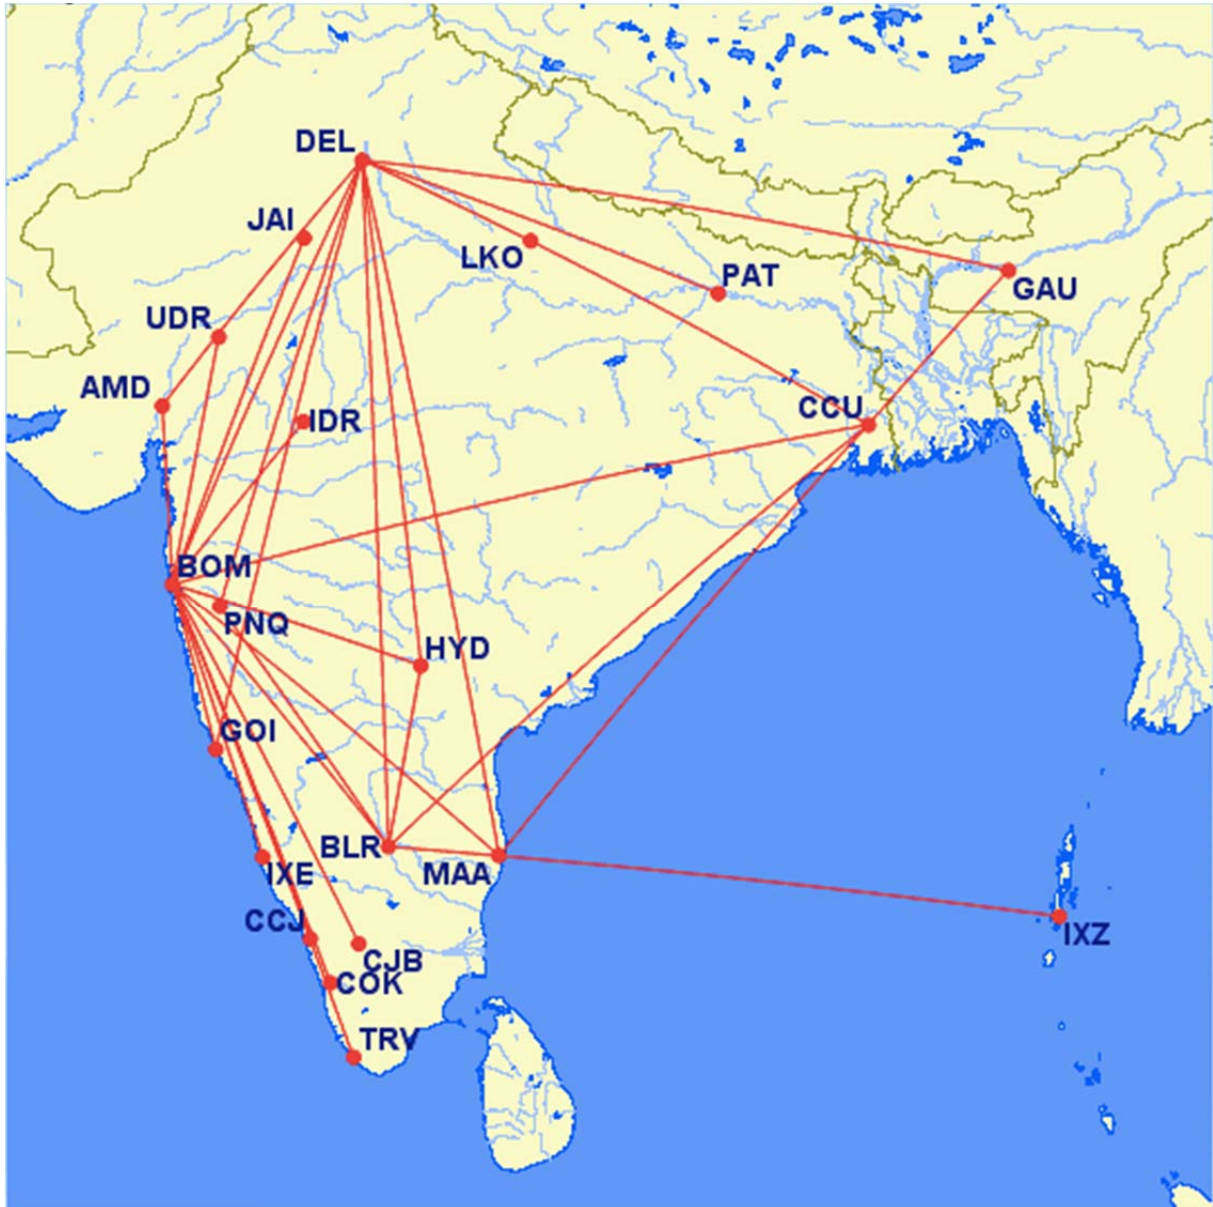 DEL
JAI
LKO
PAT
GAU
UDR
AMD
IDR
CCU
BOM
PNQ
HYD
GOI
BLR
MAA
IXE
CCJ
CJB
COK
IXZ
TRV